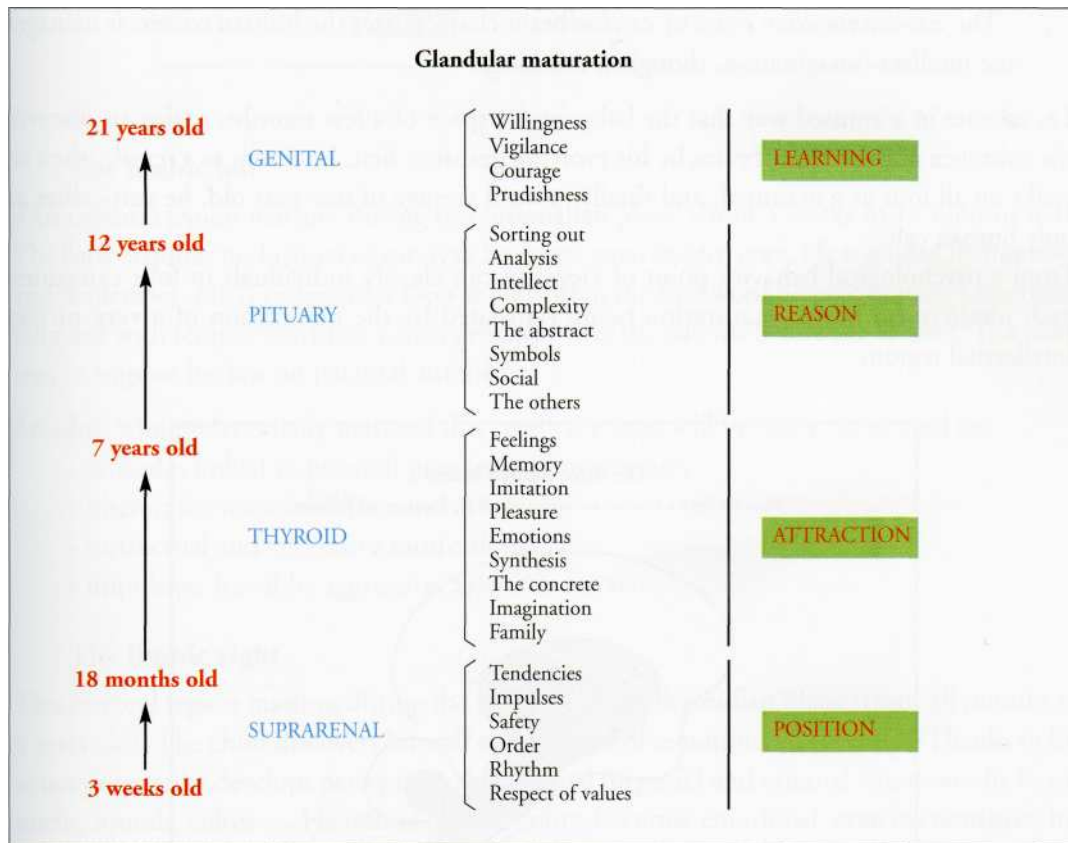 Glandular maturation
21 years old
GENITAL
Willingness
Vigilance
Courage
Prudishness
LEARNING
12 years old
PITUARY
Sorting out
Analysis
Intellect
Complexity
The abstract
Symbols
Social
The others
REASON
7 years old
THYROID
Feelings
Memory
Imitation
Pleasure
Emotions
Synthesis
The concrete
Imagination
Family
ATTRACTION
18 months old
SUPRARENAL
Tendencies
Impulses
Safety
Order
Rhythm
Respect of values
POSITION
3 weeks old